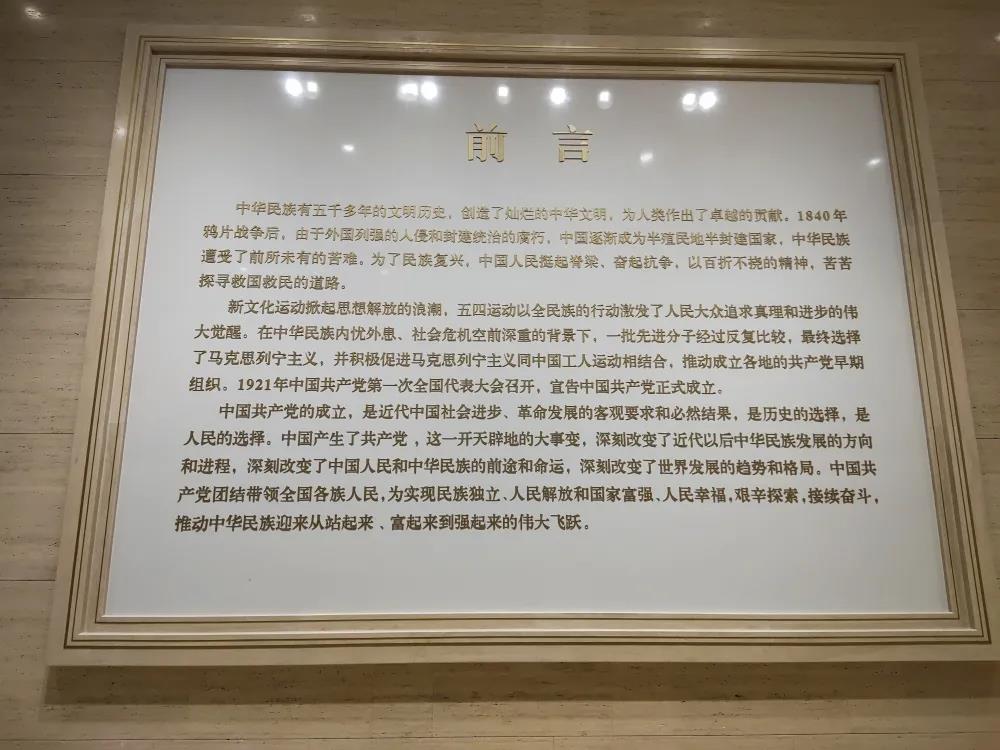 前 言
中华民族有五千多年的文明历史，创造了灿烂的中华文明，为人类作出了卓越的贡献。1840年
鸦片战争后，由于外国列强的入侵和封建统治的腐朽，中国逐渐成为半殖民地半封建国家，中华民族
遭受了前所未有的苦难。为了民族复兴，中国人民挺起脊梁、奋起抗争，以百折不挠的精神，苦苦
探寻救国救民的道路。
新文化运动掀起思想解放的浪潮，五四运动以全民族的行动激发了人民大众追求真理和进步的伟
大觉醒。在中华民族内忧外患、社会危机空前深重的背景下，一批先进分子经过反复比较，最终选择
了马克思列宁主义，并积极促进马克思列宁主义同中国工人运动相结合，推动成立各地的共产党早期
组织。1921年中国共产党第一次全国代表大会召开，宣告中国共产党正式成立。
中国共产党的成立，是近代中国社会进步、革命发展的客观要求和必然结果，是历史的选择，是
人民的选择。中国产生了共产党，这一开天辟地的大事变，深刻改变了近代以后中华民族发展的方向
和进程，深刻改变了中国人民和中华民族的前途和命运，深刻改变了世界发展的趋势和格局。中国共
产党团结带领全国各族人民，为实现民族独立、人民解放和国家富强、人民幸福，艰辛探索，接续奋斗，
推动中华民族迎来从站起来、富起来到强起来的伟大飞跃。